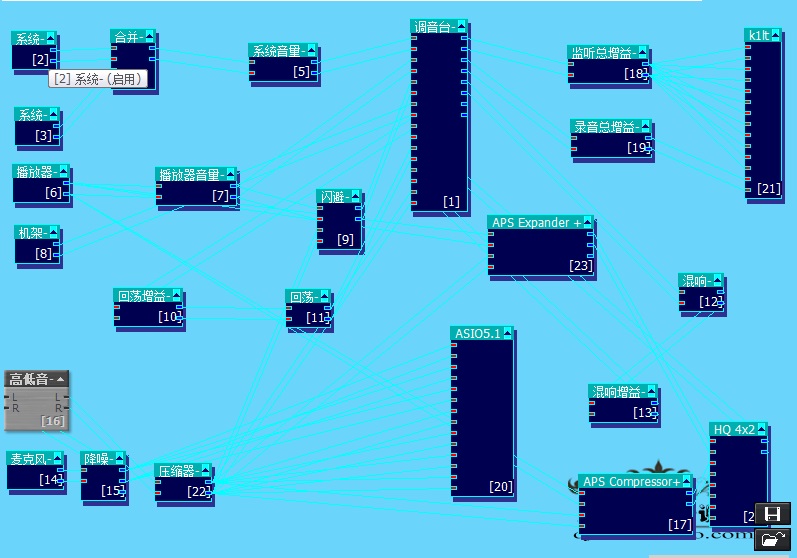 系统-
[2]
[2] 系统-（启用）
合并-
系统音量-
[5]
调音台-
[1]
监听总增益-
[18]
k1lt
[21]
系统-
[3]
录音总增益-
[19]
播放器-
[6]
播放器音量-
[7]
闪避-
[9]
APS Expander +
[23]
机架-
[8]
回荡增益-
[10]
回荡-
[11]
混响-
[12]
ASIO5.1
[20]
高低音-
L L
R R
[16]
混响增益-
[13]
HQ 4x2
麦克风-
[14]
降噪-
[15]
压缩器-
[22]
APS Compressor+
[17]